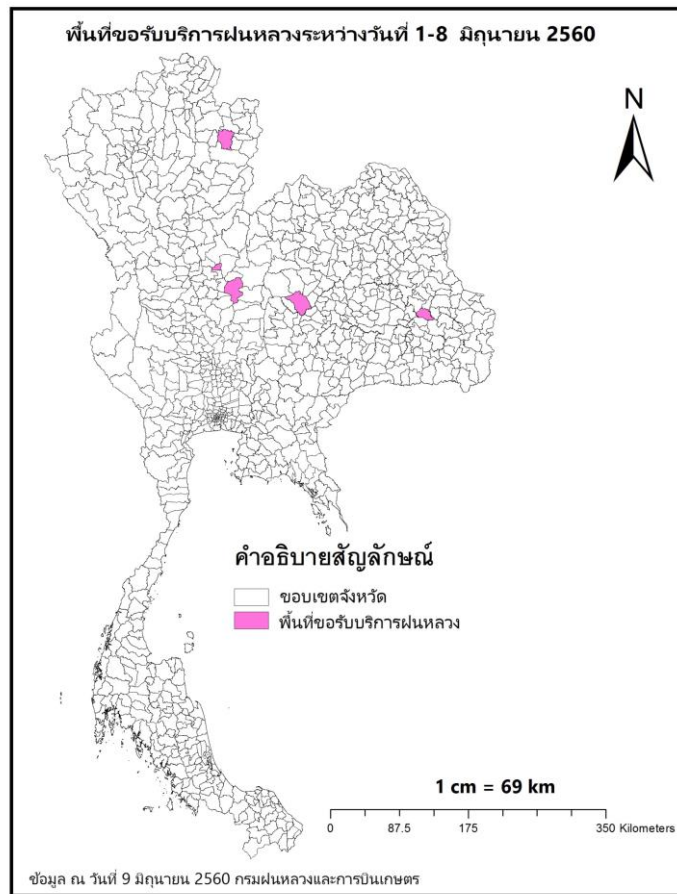 พื้นที่ขอรับบริการฝนหลวงระหว่างวันที่ 1-8 มิถุนายน 2560
N
คำอธิบายสัญลักษณ์
ขอบเขตจังหวัด
พื้นที่ขอรับบริการฝนหลวง
1 cm = 69 km
0 87.5 175 350 Kilometers
ข้อมูล ณ วันที่ 9 มิถุนายน 2560 กรมฝนหลวงและการบินเกษตร